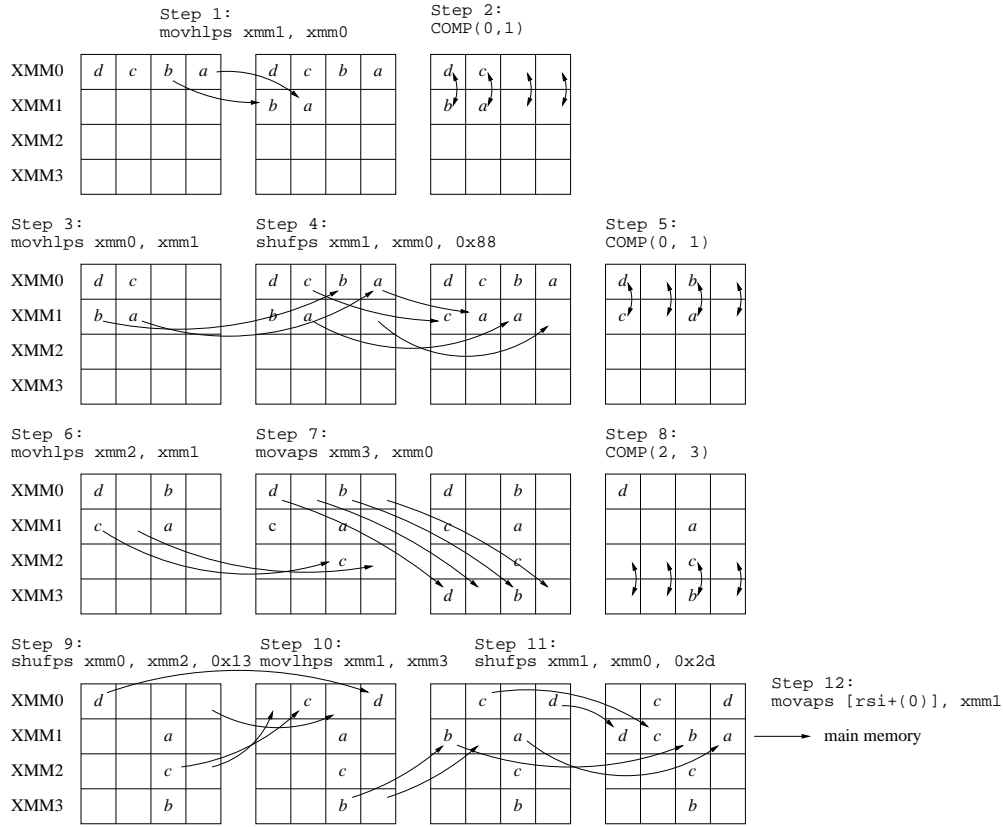 Step 1:
movhlps xmm1, xmm0
Step 2:
COMP(0,1)
XMM0 d c b a d c b a d c
XMM1 b a b a
XMM2
XMM3
Step 3:
movhlps xmm0, xmm1
Step 4:
shufps xmm1, xmm0, 0x88
Step 5:
COMP(0, 1)
XMM0 d c d c b a d c b a d b
XMM1 b a b a c a a c a
XMM2
XMM3
Step 6:
movhlps xmm2, xmm1
Step 7:
movaps xmm3, xmm0
Step 8:
COMP(2, 3)
XMM0 d b d b d b d
XMM1 c a c a c a a
XMM2 c c c
XMM3 d b b
Step 9:
shufps xmm0, xmm2, 0x13
Step 10:
movlhps xmm1, xmm3
Step 11:
shufps xmm1, xmm0, 0x2d
Step 12:
movaps [rsi+(0)], xmm1
XMM0 d c d c d c d
XMM1 a a b a d c b a main memory
XMM2 c c c c
XMM3 b b b b